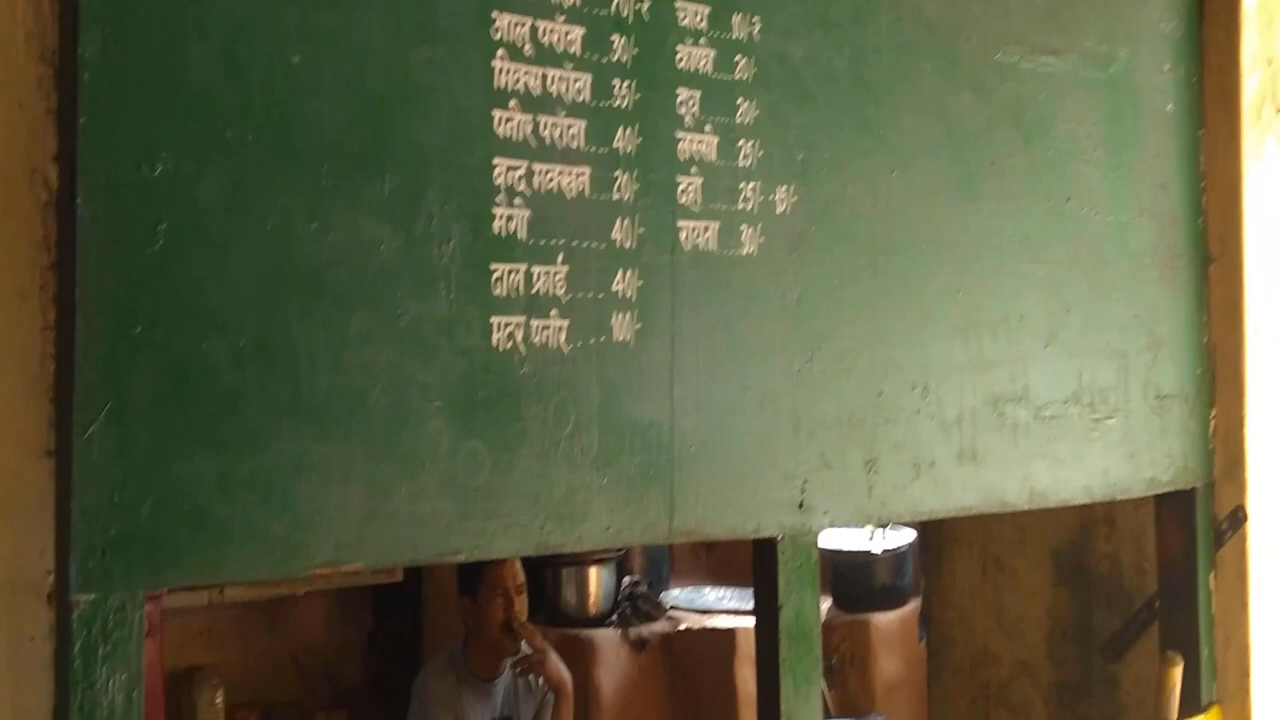 आलू परॉठा ... 30/-
मिक्स परॉठा ... 35/-
पनीर परॉठा ... 40/-
बन्द मक्खन ... 20/-
मैगी ........ 40/-
दाल फ्राई .... 40/-
मटर पनीर .... 100/-
चाय .... 10/-
कॉफी ... 20/-
दूध ... 20/-
लस्सी ... 25/-
दही ... 25/-
रायता ... 30/-